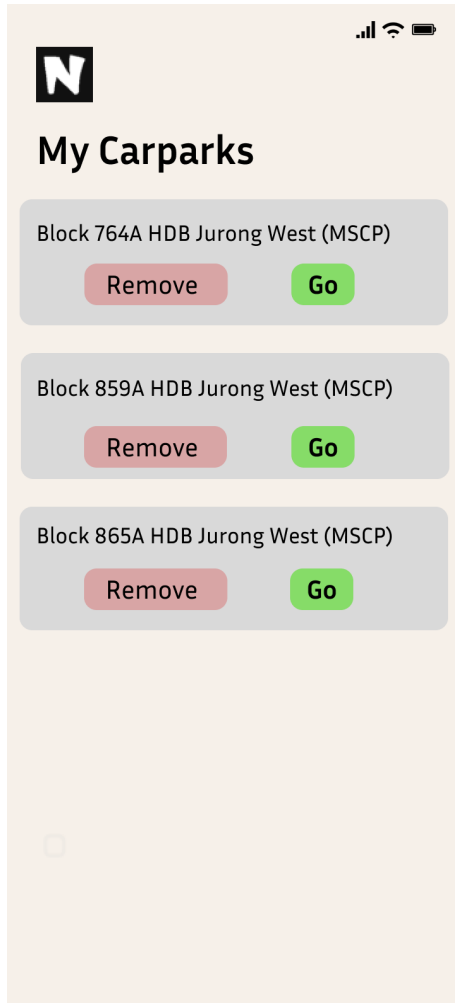 N
My Carparks
Block 764A HDB Jurong West (MSCP)
Remove Go
Block 859A HDB Jurong West (MSCP)
Remove Go
Block 865A HDB Jurong West (MSCP)
Remove Go